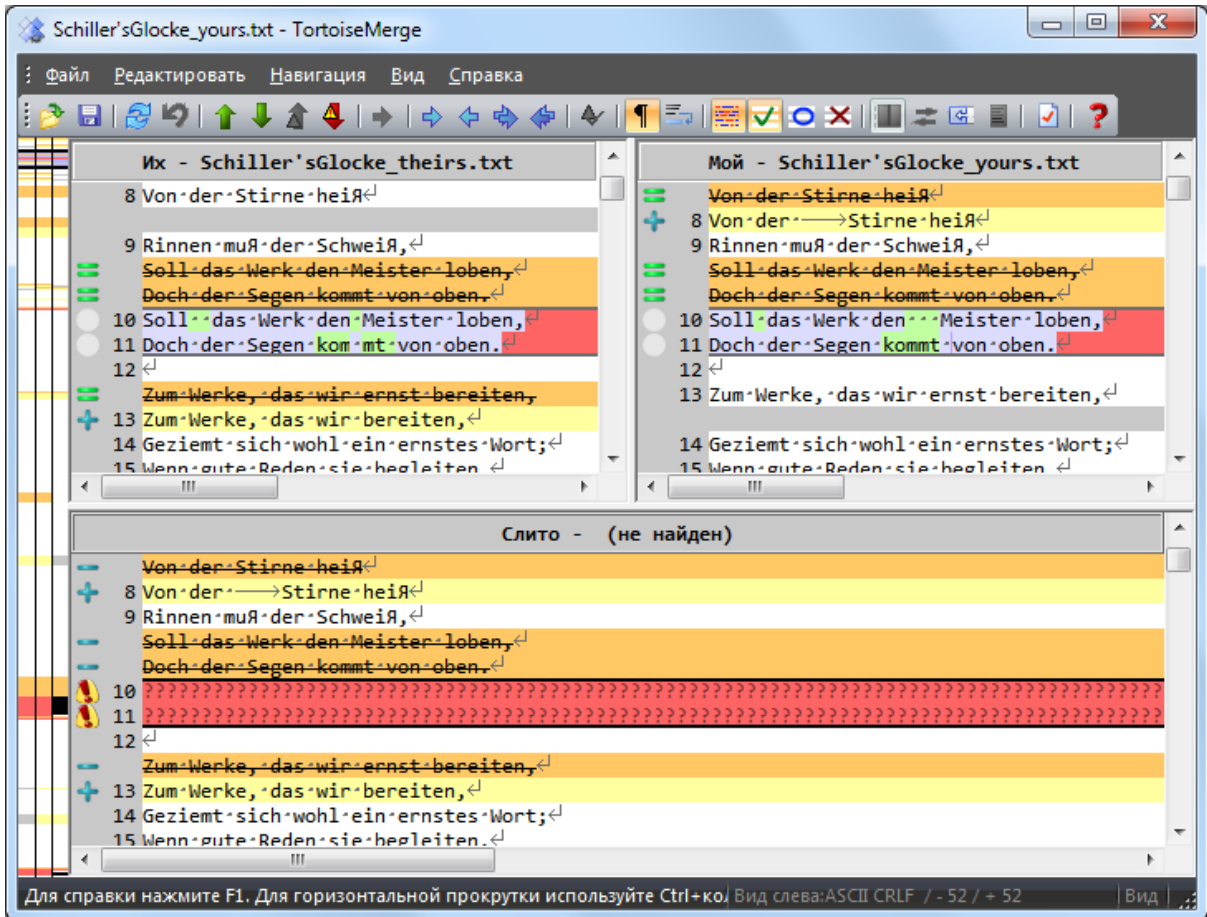 Schiller'sGlocke_yours.txt - TortoiseMerge
Файл Редактировать Навигация Вид Справка
Их - Schiller'sGlocke_theirs.txt
8 Von·der·Stirne·heiЯ↵
9 Rinnen·muЯ·der·SchweiЯ,↵
Soll·das·Werk·den·Meister·loben,↵
Doch·der·Segen·kommt·von·oben.↵
10 Soll··das·Werk·den·Meister·loben,↵
11 Doch·der·Segen·kom·mt·von·oben.↵
12 ↵
Zum·Werke,·das·wir·ernst·bereiten,
13 Zum·Werke,·das·wir·bereiten,↵
14 Geziemt·sich·wohl·ein·ernstes·Wort;↵
15 Wenn·gute·Reden·sie·begleiten,↵
Мой - Schiller'sGlocke_yours.txt
Von·der·Stirne·heiЯ↵
8 Von·der·→Stirne·heiЯ↵
9 Rinnen·muЯ·der·SchweiЯ,↵
Soll·das·Werk·den·Meister·loben,↵
Doch·der·Segen·kommt·von·oben.↵
10 Soll·das·Werk·den···Meister·loben,↵
11 Doch·der·Segen·kommt·von·oben.↵
12 ↵
13 Zum·Werke,·das·wir·ernst·bereiten,↵
14 Geziemt·sich·wohl·ein·ernstes·Wort;↵
15 Wenn·gute·Reden·sie·begleiten,↵
Слито - (не найден)
Von·der·Stirne·heiЯ↵
8 Von·der·→Stirne·heiЯ↵
9 Rinnen·muЯ·der·SchweiЯ,↵
Soll·das·Werk·den·Meister·loben,↵
Doch·der·Segen·kommt·von·oben.↵
10 ????????????????????????????????????????????????????????????????????????????????
11 ????????????????????????????????????????????????????????????????????????????????
12 ↵
Zum·Werke,·das·wir·ernst·bereiten,↵
13 Zum·Werke,·das·wir·bereiten,↵
14 Geziemt·sich·wohl·ein·ernstes·Wort;↵
15 Wenn·gute·Reden·sie·begleiten,↵
Для справки нажмите F1. Для горизонтальной прокрутки используйте Ctrl+ко Вид слева:ASCII CRLF / - 52 / + 52 Вид